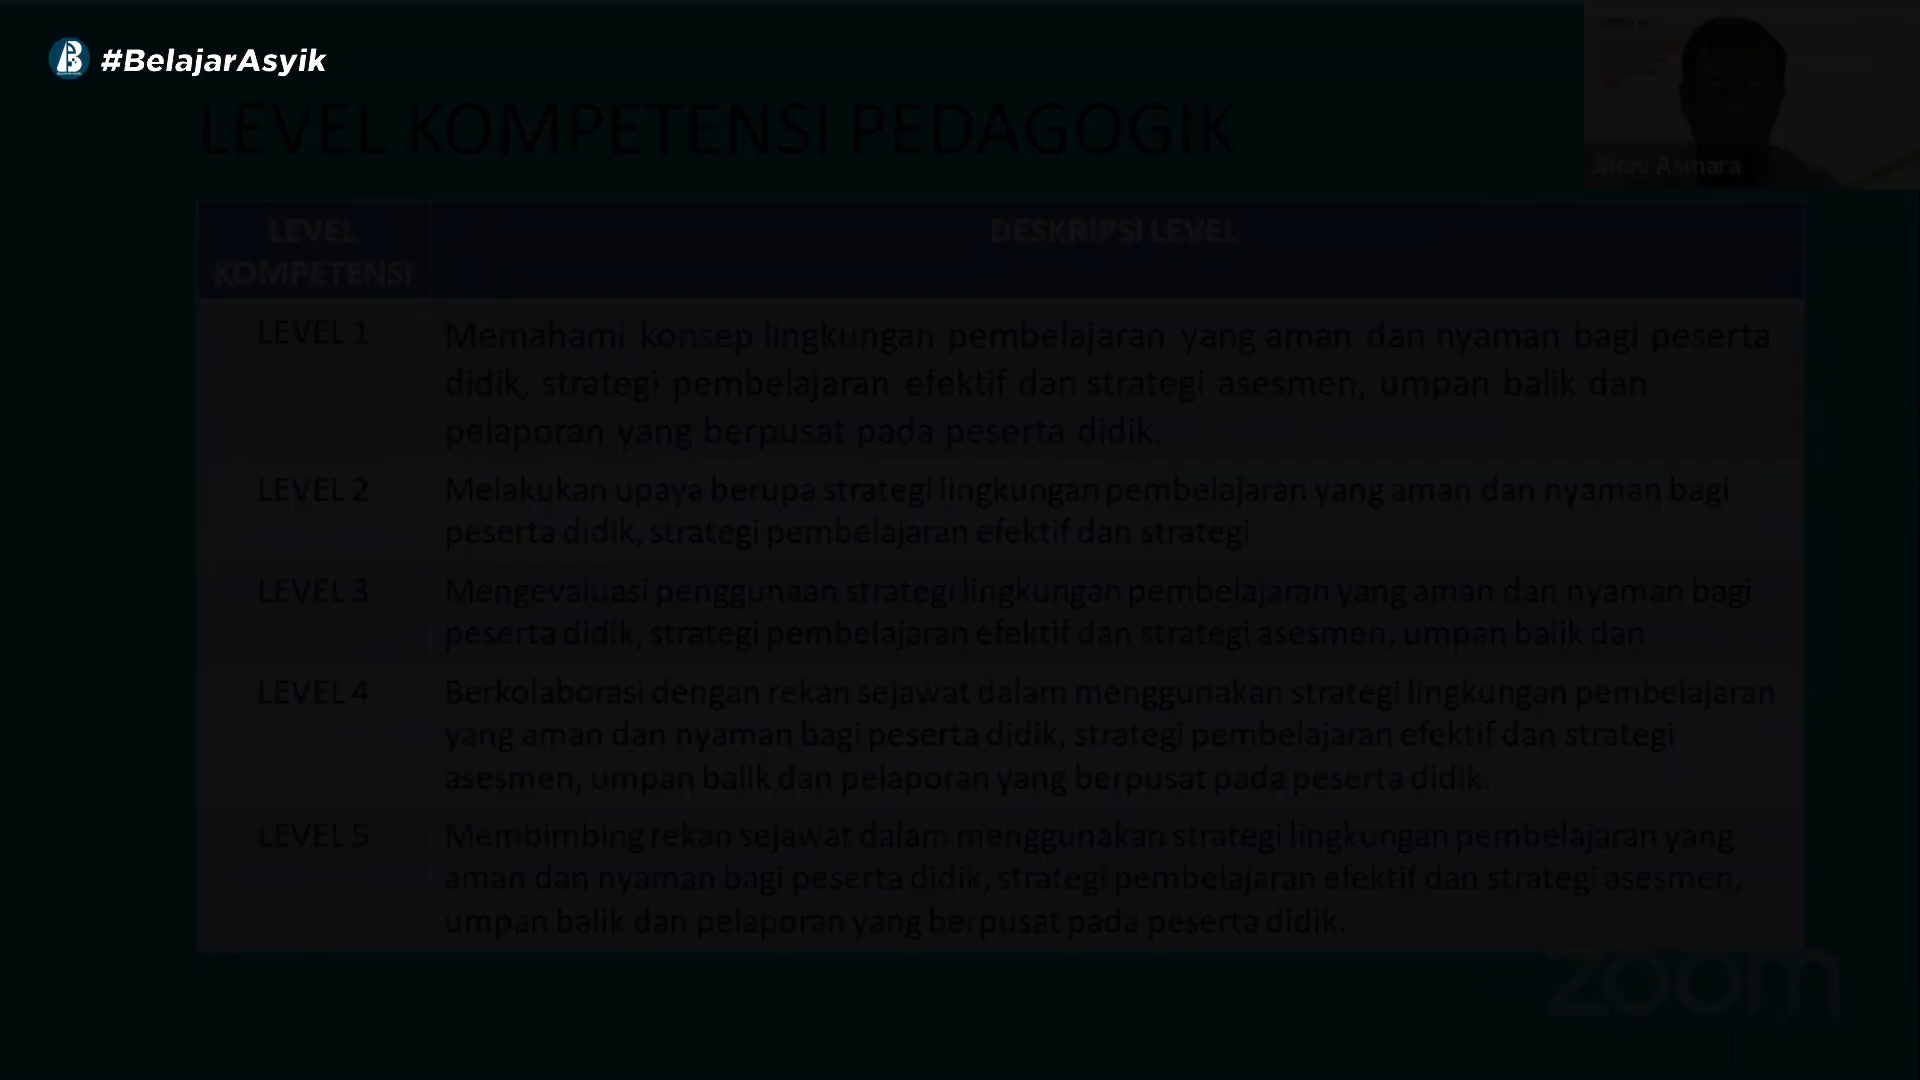 #BelajarAsyik
LEVEL KOMPETENSI PEDAGOGIK
Asmara
LEVEL
KOMPETENSI
DESKRIPSI LEVEL
LEVEL 1
Memahami konsep lingkungan pembelajaran yang aman dan nyaman bagi peserta
didik, strategi pembelajaran efektif dan strategi asesmen, umpan balik dan
pelaporan yang berpusat pada peserta didik.
LEVEL 2
Melakukan upaya berupa strategi lingkungan pembelajaran yang aman dan nyaman bagi
peserta didik, strategi pembelajaran efektif dan strategi
LEVEL 3
Mengevaluasi penggunaan strategi lingkungan pembelajaran yang aman dan nyaman bagi
peserta didik, strategi pembelajaran efektif dan strategi asesmen, umpan balik dan
LEVEL 4
Berkolaborasi dengan rekan sejawat dalam menggunakan strategi lingkungan pembelajaran
yang aman dan nyaman bagi peserta didik, strategi pembelajaran efektif dan strategi
asesmen, umpan balik dan pelaporan yang berpusat pada peserta didik.
LEVEL 5
Membimbing rekan sejawat dalam menggunakan strategi lingkungan pembelajaran yang
aman dan nyaman bagi peserta didik, strategi pembelajaran efektif dan strategi asesmen,
umpan balik dan pelaporan yang berpusat pada peserta didik.
zoom